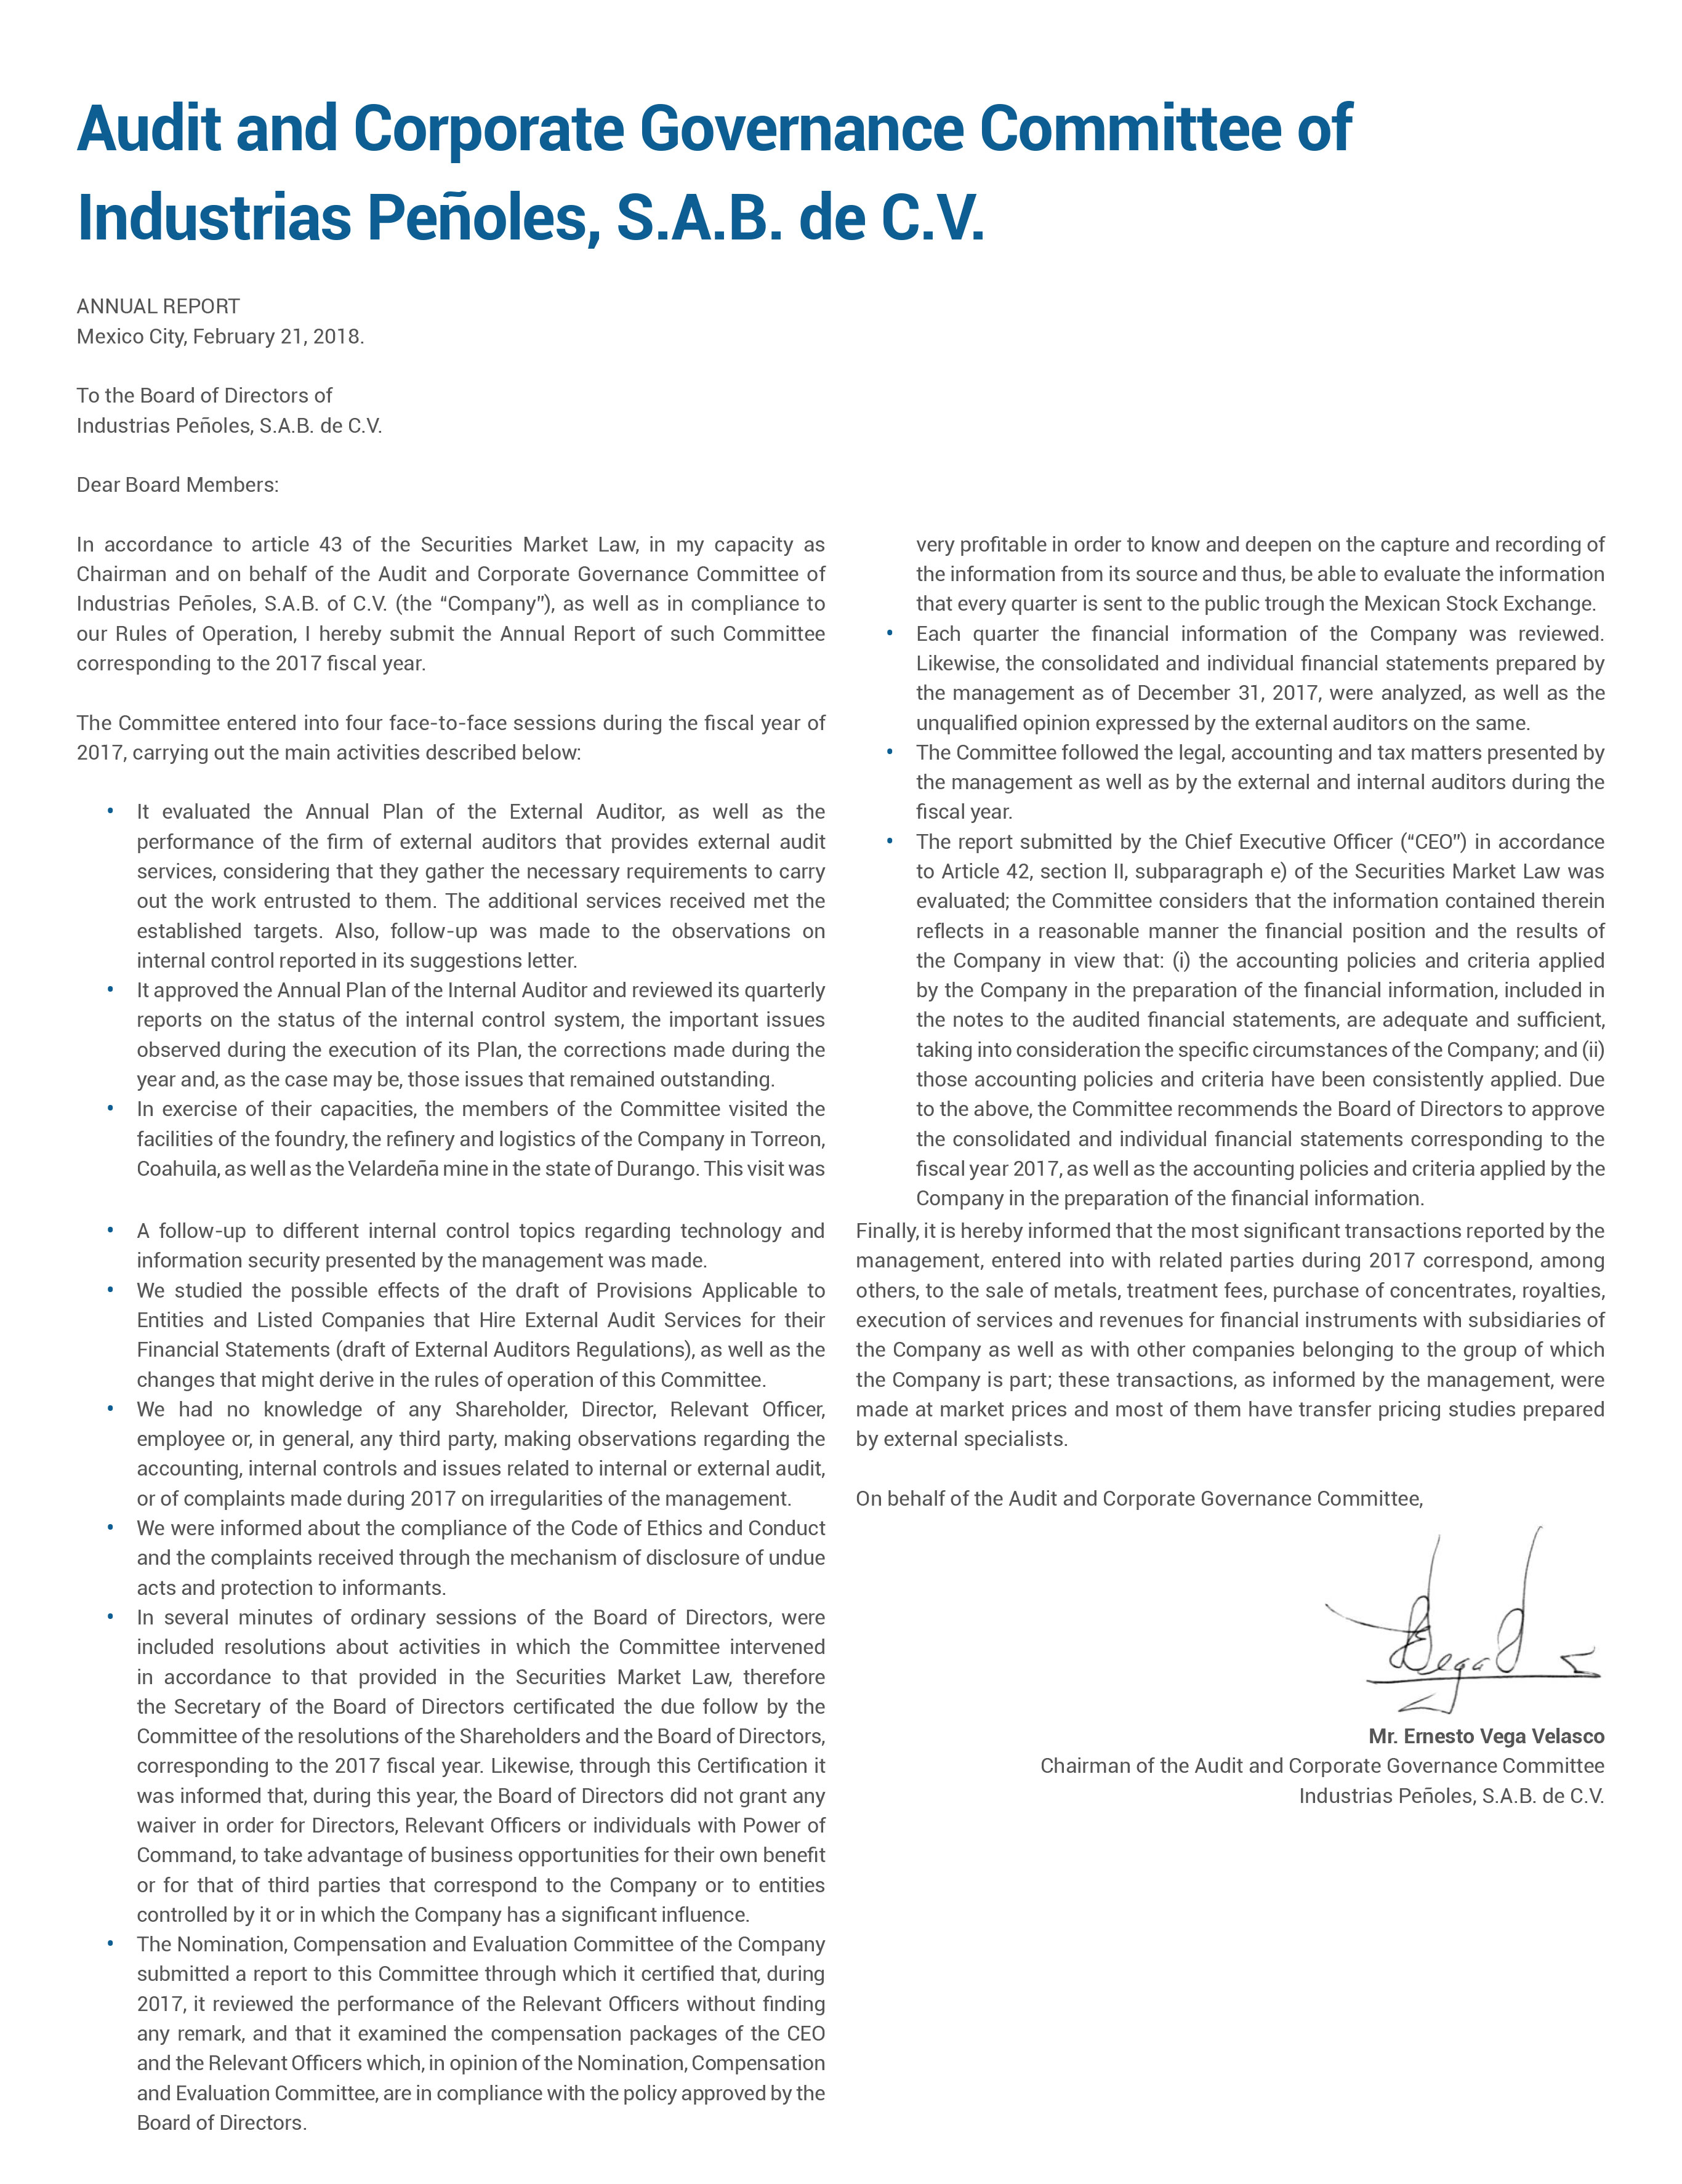 Audit and Corporate Governance Committee of
Industrias Peñoles, S.A.B. de C.V.
ANNUAL REPORT
Mexico City, February 21, 2018.
To the Board of Directors of
Industrias Peñoles, S.A.B. de C.V.
Dear Board Members:
In accordance to article 43 of the Securities Market Law, in my capacity as
Chairman and on behalf of the Audit and Corporate Governance Committee of
Industrias Peñoles, S.A.B. of C.V. (the “Company”), as well as in compliance to
our Rules of Operation, I hereby submit the Annual Report of such Committee
corresponding to the 2017 fiscal year.
The Committee entered into four face-to-face sessions during the fiscal year of
2017, carrying out the main activities described below:
• It evaluated the Annual Plan of the External Auditor, as well as the
performance of the firm of external auditors that provides external audit
services, considering that they gather the necessary requirements to carry
out the work entrusted to them. The additional services received met the
established targets. Also, follow-up was made to the observations on
internal control reported in its suggestions letter.
• It approved the Annual Plan of the Internal Auditor and reviewed its quarterly
reports on the status of the internal control system, the important issues
observed during the execution of its Plan, the corrections made during the
year and, as the case may be, those issues that remained outstanding.
• In exercise of their capacities, the members of the Committee visited the
facilities of the foundry, the refinery and logistics of the Company in Torreon,
Coahuila, as well as the Velardeña mine in the state of Durango. This visit was
very profitable in order to know and deepen on the capture and recording of
the information from its source and thus, be able to evaluate the information
that every quarter is sent to the public trough the Mexican Stock Exchange.
• Each quarter the financial information of the Company was reviewed.
Likewise, the consolidated and individual financial statements prepared by
the management as of December 31, 2017, were analyzed, as well as the
unqualified opinion expressed by the external auditors on the same.
• The Committee followed the legal, accounting and tax matters presented by
the management as well as by the external and internal auditors during the
fiscal year.
• The report submitted by the Chief Executive Officer (“CEO”) in accordance
to Article 42, section II, subparagraph e) of the Securities Market Law was
evaluated; the Committee considers that the information contained therein
reflects in a reasonable manner the financial position and the results of
the Company in view that: (i) the accounting policies and criteria applied
by the Company in the preparation of the financial information, included in
the notes to the audited financial statements, are adequate and sufficient,
taking into consideration the specific circumstances of the Company; and (ii)
those accounting policies and criteria have been consistently applied. Due
to the above, the Committee recommends the Board of Directors to approve
the consolidated and individual financial statements corresponding to the
fiscal year 2017, as well as the accounting policies and criteria applied by the
Company in the preparation of the financial information.
• A follow-up to different internal control topics regarding technology and
information security presented by the management was made.
• We studied the possible effects of the draft of Provisions Applicable to
Entities and Listed Companies that Hire External Audit Services for their
Financial Statements (draft of External Auditors Regulations), as well as the
changes that might derive in the rules of operation of this Committee.
• We had no knowledge of any Shareholder, Director, Relevant Officer,
employee or, in general, any third party, making observations regarding the
accounting, internal controls and issues related to internal or external audit,
or of complaints made during 2017 on irregularities of the management.
• We were informed about the compliance of the Code of Ethics and Conduct
and the complaints received through the mechanism of disclosure of undue
acts and protection to informants.
• In several minutes of ordinary sessions of the Board of Directors, were
included resolutions about activities in which the Committee intervened
in accordance to that provided in the Securities Market Law, therefore
the Secretary of the Board of Directors certificated the due follow by the
Committee of the resolutions of the Shareholders and the Board of Directors,
corresponding to the 2017 fiscal year. Likewise, through this Certification it
was informed that, during this year, the Board of Directors did not grant any
waiver in order for Directors, Relevant Officers or individuals with Power of
Command, to take advantage of business opportunities for their own benefit
or for that of third parties that correspond to the Company or to entities
controlled by it or in which the Company has a significant influence.
• The Nomination, Compensation and Evaluation Committee of the Company
submitted a report to this Committee through which it certified that, during
2017, it reviewed the performance of the Relevant Officers without finding
any remark, and that it examined the compensation packages of the CEO
and the Relevant Officers which, in opinion of the Nomination, Compensation
and Evaluation Committee, are in compliance with the policy approved by the
Board of Directors.
Finally, it is hereby informed that the most significant transactions reported by the
management, entered into with related parties during 2017 correspond, among
others, to the sale of metals, treatment fees, purchase of concentrates, royalties,
execution of services and revenues for financial instruments with subsidiaries of
the Company as well as with other companies belonging to the group of which
the Company is part; these transactions, as informed by the management, were
made at market prices and most of them have transfer pricing studies prepared
by external specialists.
On behalf of the Audit and Corporate Governance Committee,
Mr. Ernesto Vega Velasco
Chairman of the Audit and Corporate Governance Committee
Industrias Peñoles, S.A.B. de C.V.